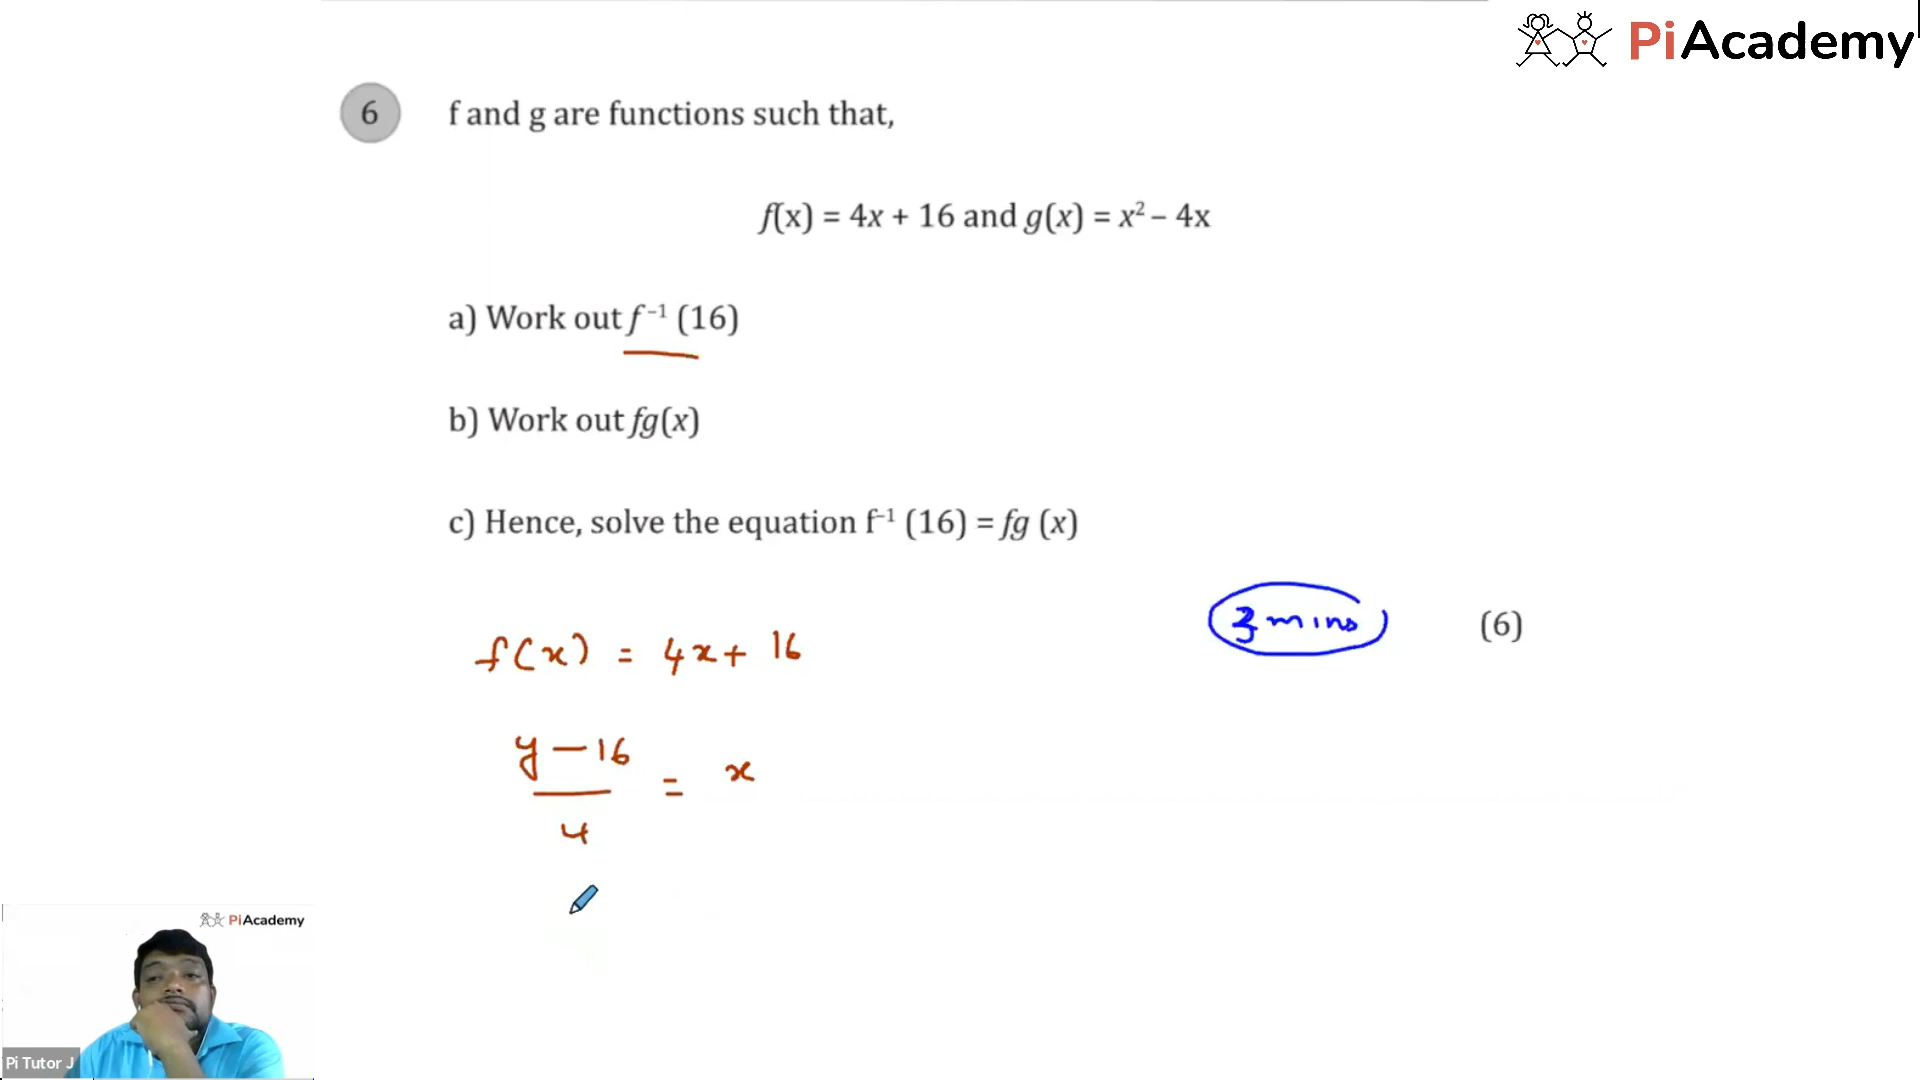 PiAcademy
6 f and g are functions such that,
f(x) = 4x + 16 and g(x) = x² – 4x
a) Work out f⁻¹ (16)
b) Work out fg(x)
c) Hence, solve the equation f⁻¹ (16) = fg (x)
3 mins (6)
f(x) = 4x + 16
y – 16
= x
4
PiAcademy
Pi Tutor J